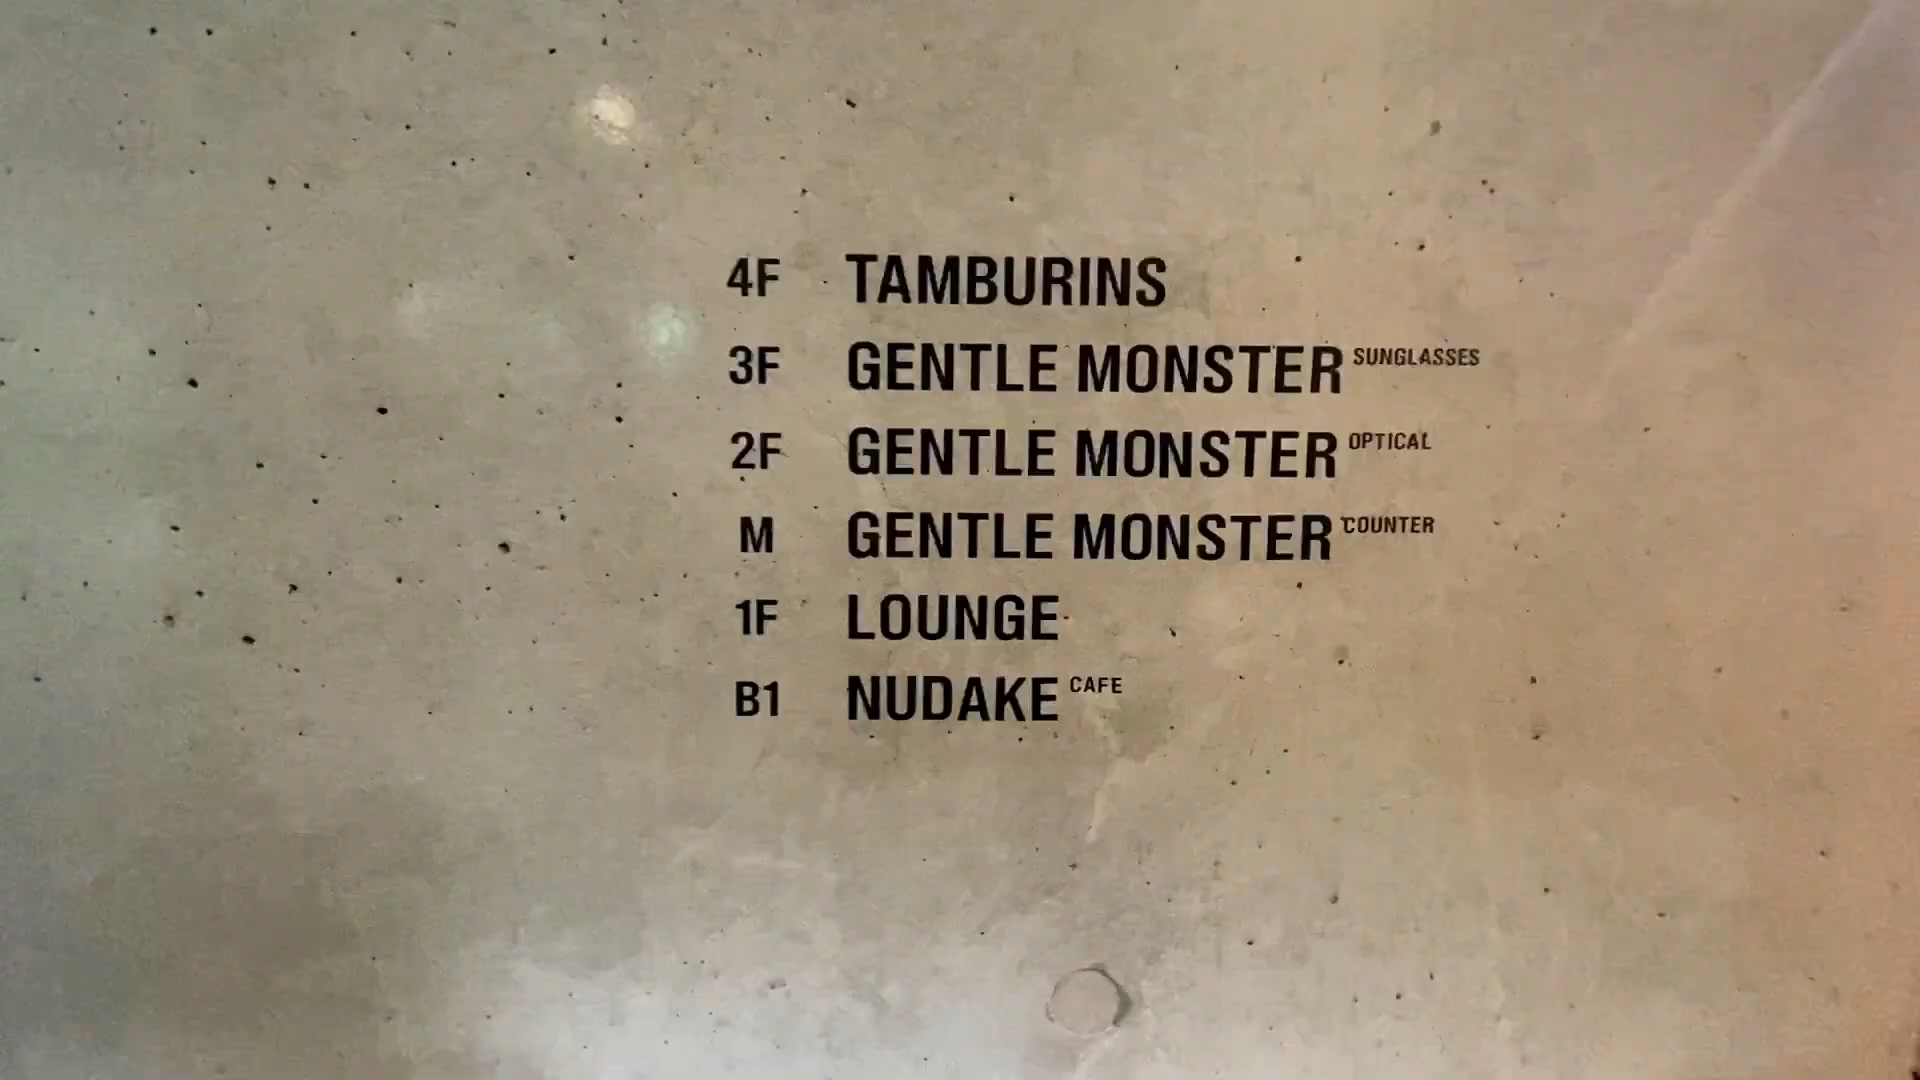 4F TAMBURINS
3F GENTLE MONSTER SUNGLASSES
2F GENTLE MONSTER OPTICAL
M GENTLE MONSTER COUNTER
1F LOUNGE
B1 NUDAKE CAFE